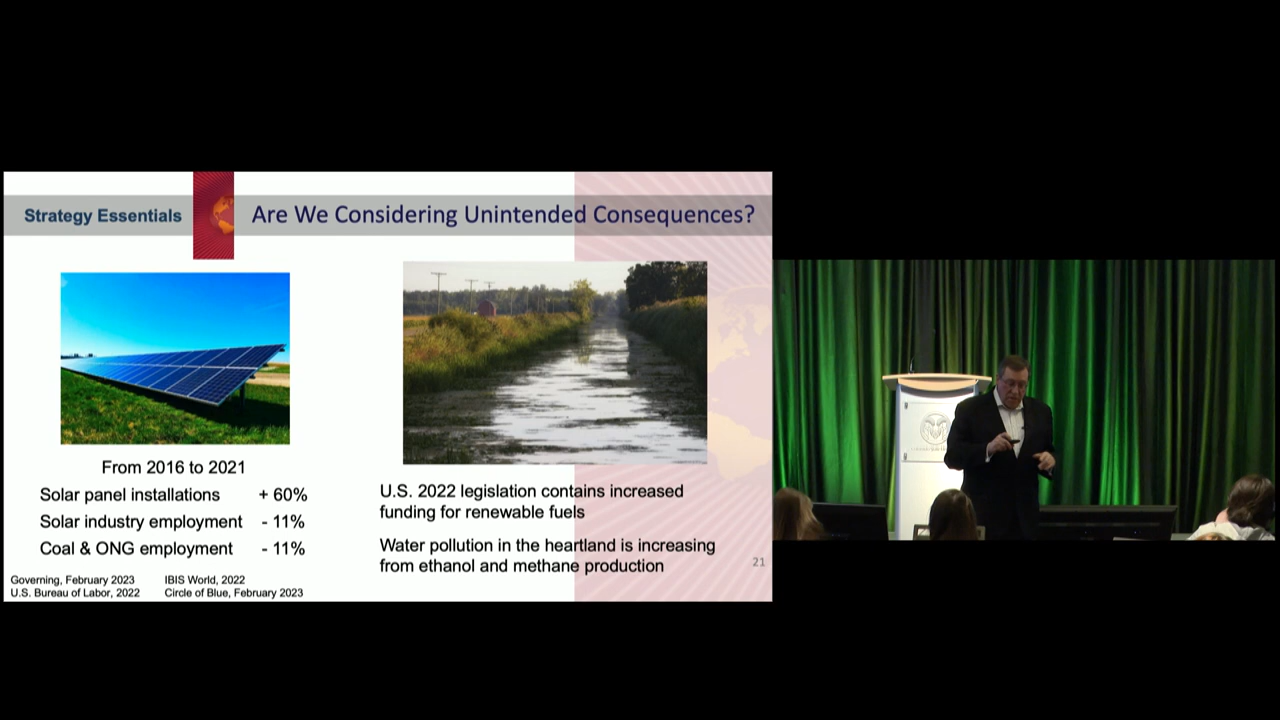 Strategy Essentials
Are We Considering Unintended Consequences?
From 2016 to 2021
Solar panel installations + 60%
Solar industry employment - 11%
Coal & ONG employment - 11%
Governing, February 2023 IBIS World, 2022
U.S. Bureau of Labor, 2022 Circle of Blue, February 2023
U.S. 2022 legislation contains increased
funding for renewable fuels
Water pollution in the heartland is increasing
from ethanol and methane production
21